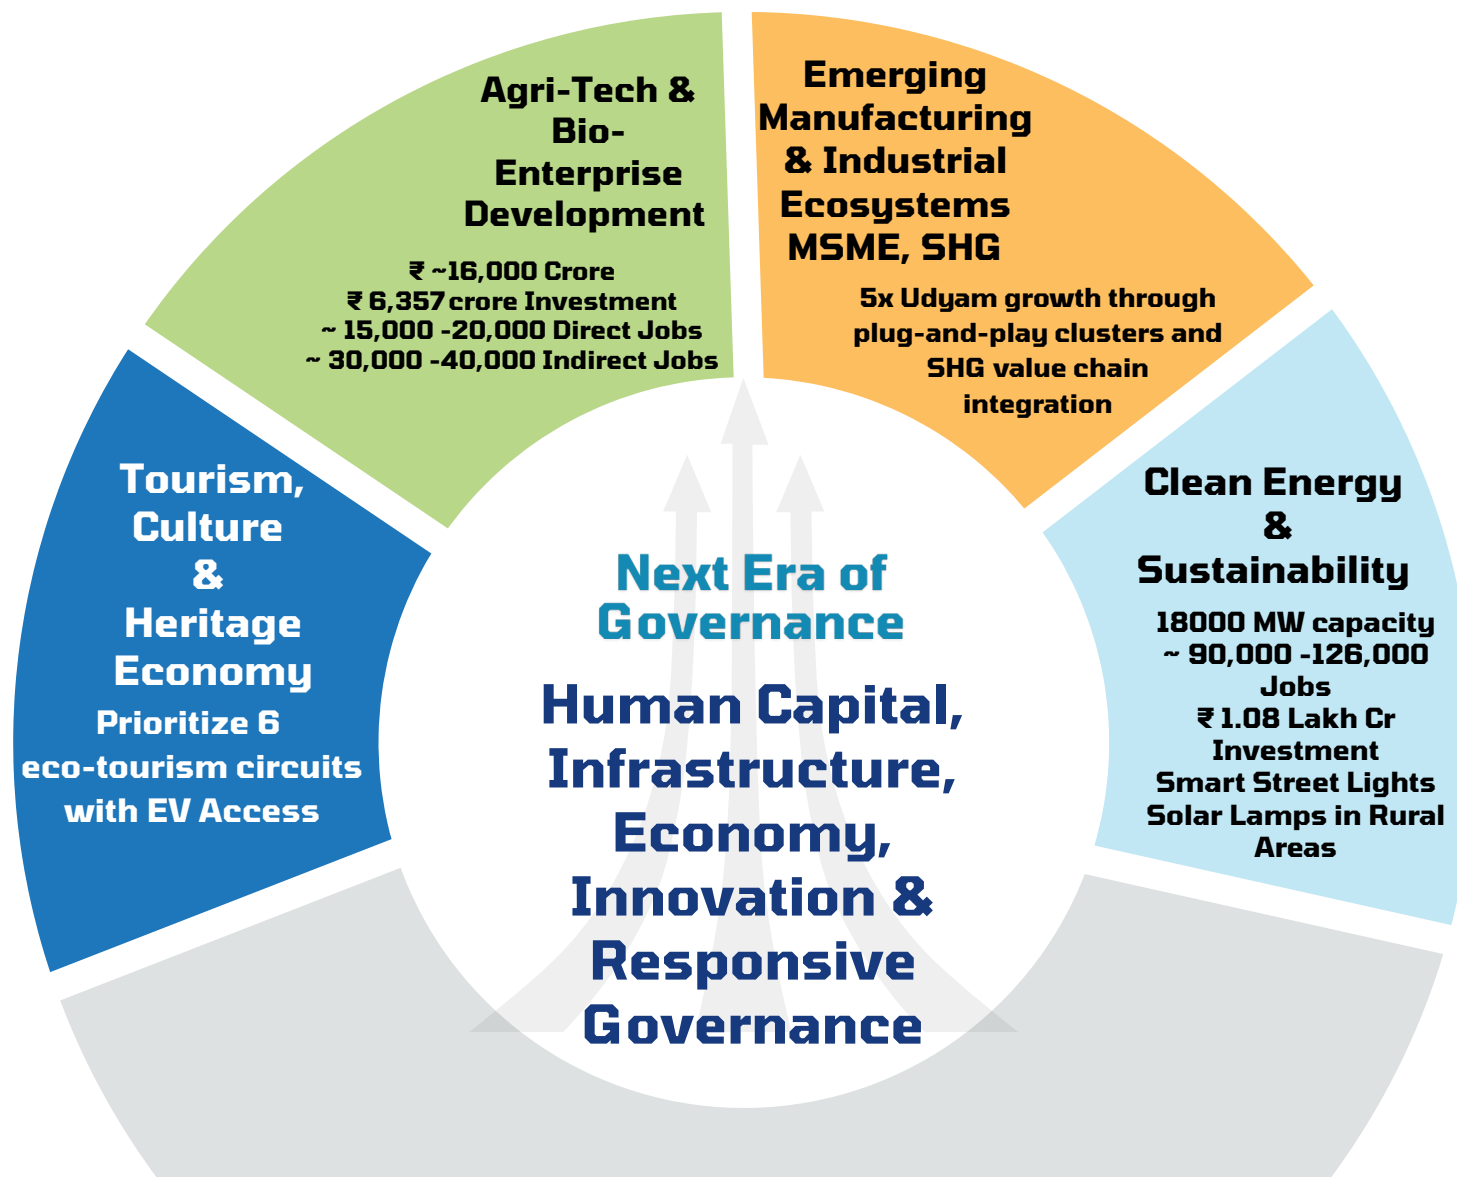 Agri-Tech &
Bio-
Enterprise
Development
₹ ~16,000 Crore
₹ 6,357 crore Investment
~ 15,000 -20,000 Direct Jobs
~ 30,000 -40,000 Indirect Jobs
Emerging
Manufacturing
& Industrial
Ecosystems
MSME, SHG
5x Udyam growth through
plug-and-play clusters and
SHG value chain
integration
Tourism,
Culture
&
Heritage
Economy
Prioritize 6
eco-tourism circuits
with EV Access
Clean Energy
&
Sustainability
18000 MW capacity
~ 90,000 -126,000
Jobs
₹ 1.08 Lakh Cr
Investment
Smart Street Lights
Solar Lamps in Rural
Areas
Next Era of
Governance
Human Capital,
Infrastructure,
Economy,
Innovation &
Responsive
Governance